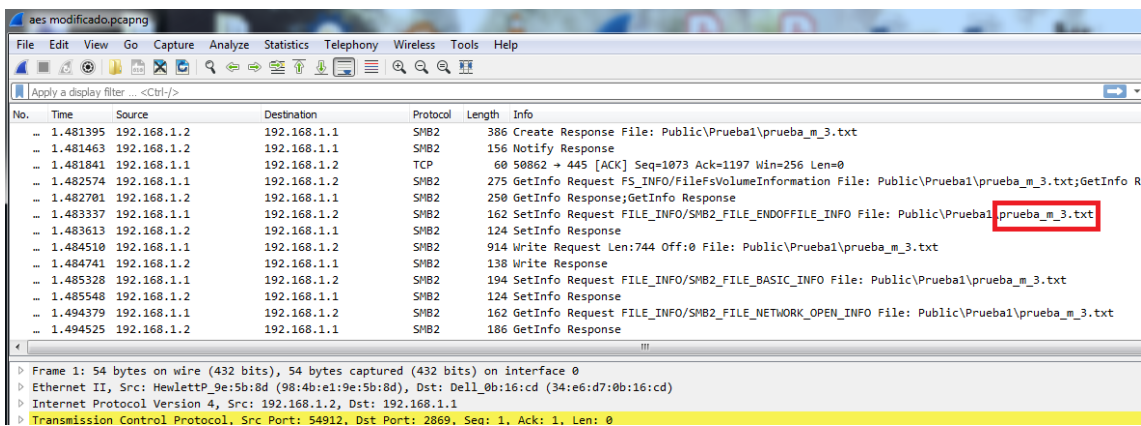 aes modificado.pcapng
File Edit View Go Capture Analyze Statistics Telephony Wireless Tools Help
Apply a display filter ... <Ctrl-/>
No. Time Source Destination Protocol Length Info
... 1.481395 192.168.1.2 192.168.1.1 SMB2 386 Create Response File: Public\Prueba1\prueba_m_3.txt
... 1.481463 192.168.1.2 192.168.1.1 SMB2 156 Notify Response
... 1.481841 192.168.1.1 192.168.1.2 TCP 60 50862 → 445 [ACK] Seq=1073 Ack=1197 Win=256 Len=0
... 1.482574 192.168.1.1 192.168.1.2 SMB2 275 GetInfo Request FS_INFO/FileFsVolumeInformation File: Public\Prueba1\prueba_m_3.txt;GetInfo R
... 1.482701 192.168.1.2 192.168.1.1 SMB2 250 GetInfo Response;GetInfo Response
... 1.483337 192.168.1.1 192.168.1.2 SMB2 162 SetInfo Request FILE_INFO/SMB2_FILE_ENDOFFILE_INFO File: Public\Prueba1\prueba_m_3.txt
... 1.483613 192.168.1.2 192.168.1.1 SMB2 124 SetInfo Response
... 1.484510 192.168.1.1 192.168.1.2 SMB2 914 Write Request Len:744 Off:0 File: Public\Prueba1\prueba_m_3.txt
... 1.484741 192.168.1.2 192.168.1.1 SMB2 138 Write Response
... 1.485328 192.168.1.1 192.168.1.2 SMB2 194 SetInfo Request FILE_INFO/SMB2_FILE_BASIC_INFO File: Public\Prueba1\prueba_m_3.txt
... 1.485548 192.168.1.2 192.168.1.1 SMB2 124 SetInfo Response
... 1.494379 192.168.1.1 192.168.1.2 SMB2 162 GetInfo Request FILE_INFO/SMB2_FILE_NETWORK_OPEN_INFO File: Public\Prueba1\prueba_m_3.txt
... 1.494525 192.168.1.2 192.168.1.1 SMB2 186 GetInfo Response
Frame 1: 54 bytes on wire (432 bits), 54 bytes captured (432 bits) on interface 0
Ethernet II, Src: HewlettP_9e:5b:8d (98:4b:e1:9e:5b:8d), Dst: Dell_0b:16:cd (34:e6:d7:0b:16:cd)
Internet Protocol Version 4, Src: 192.168.1.2, Dst: 192.168.1.1
Transmission Control Protocol, Src Port: 54912, Dst Port: 2869, Seq: 1, Ack: 1, Len: 0